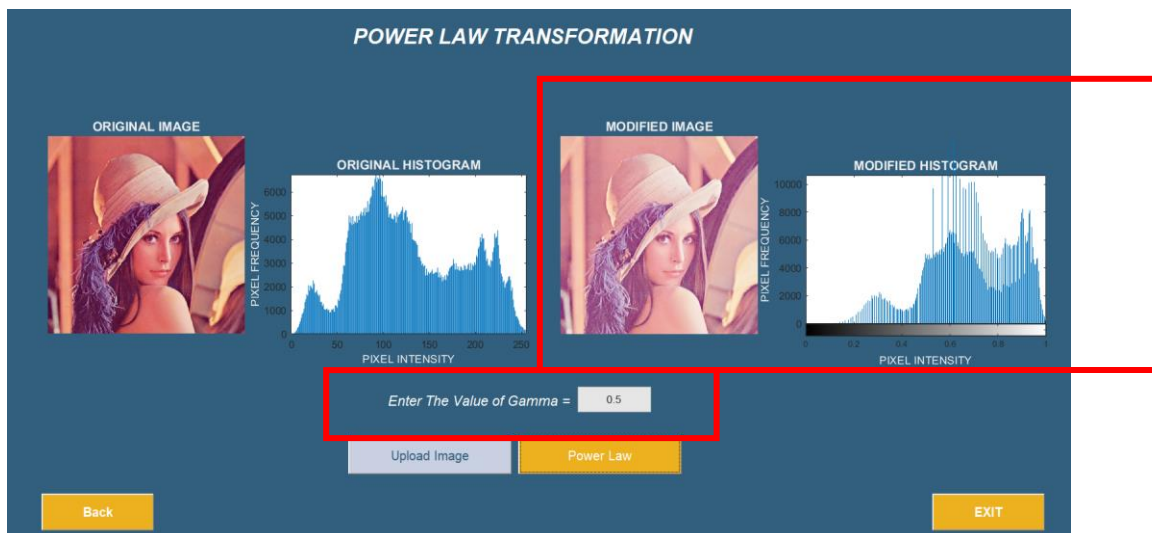 POWER LAW TRANSFORMATION
ORIGINAL IMAGE
ORIGINAL HISTOGRAM
PIXEL FREQUENCY
6000
5000
4000
3000
2000
1000
0
0 50 100 150 200 250
PIXEL INTENSITY
MODIFIED IMAGE
MODIFIED HISTOGRAM
PIXEL FREQUENCY
10000
8000
6000
4000
2000
0
0 0.2 0.4 0.6 0.8 1
PIXEL INTENSITY
Enter The Value of Gamma = 0.5
Upload Image
Power Law
Back
EXIT